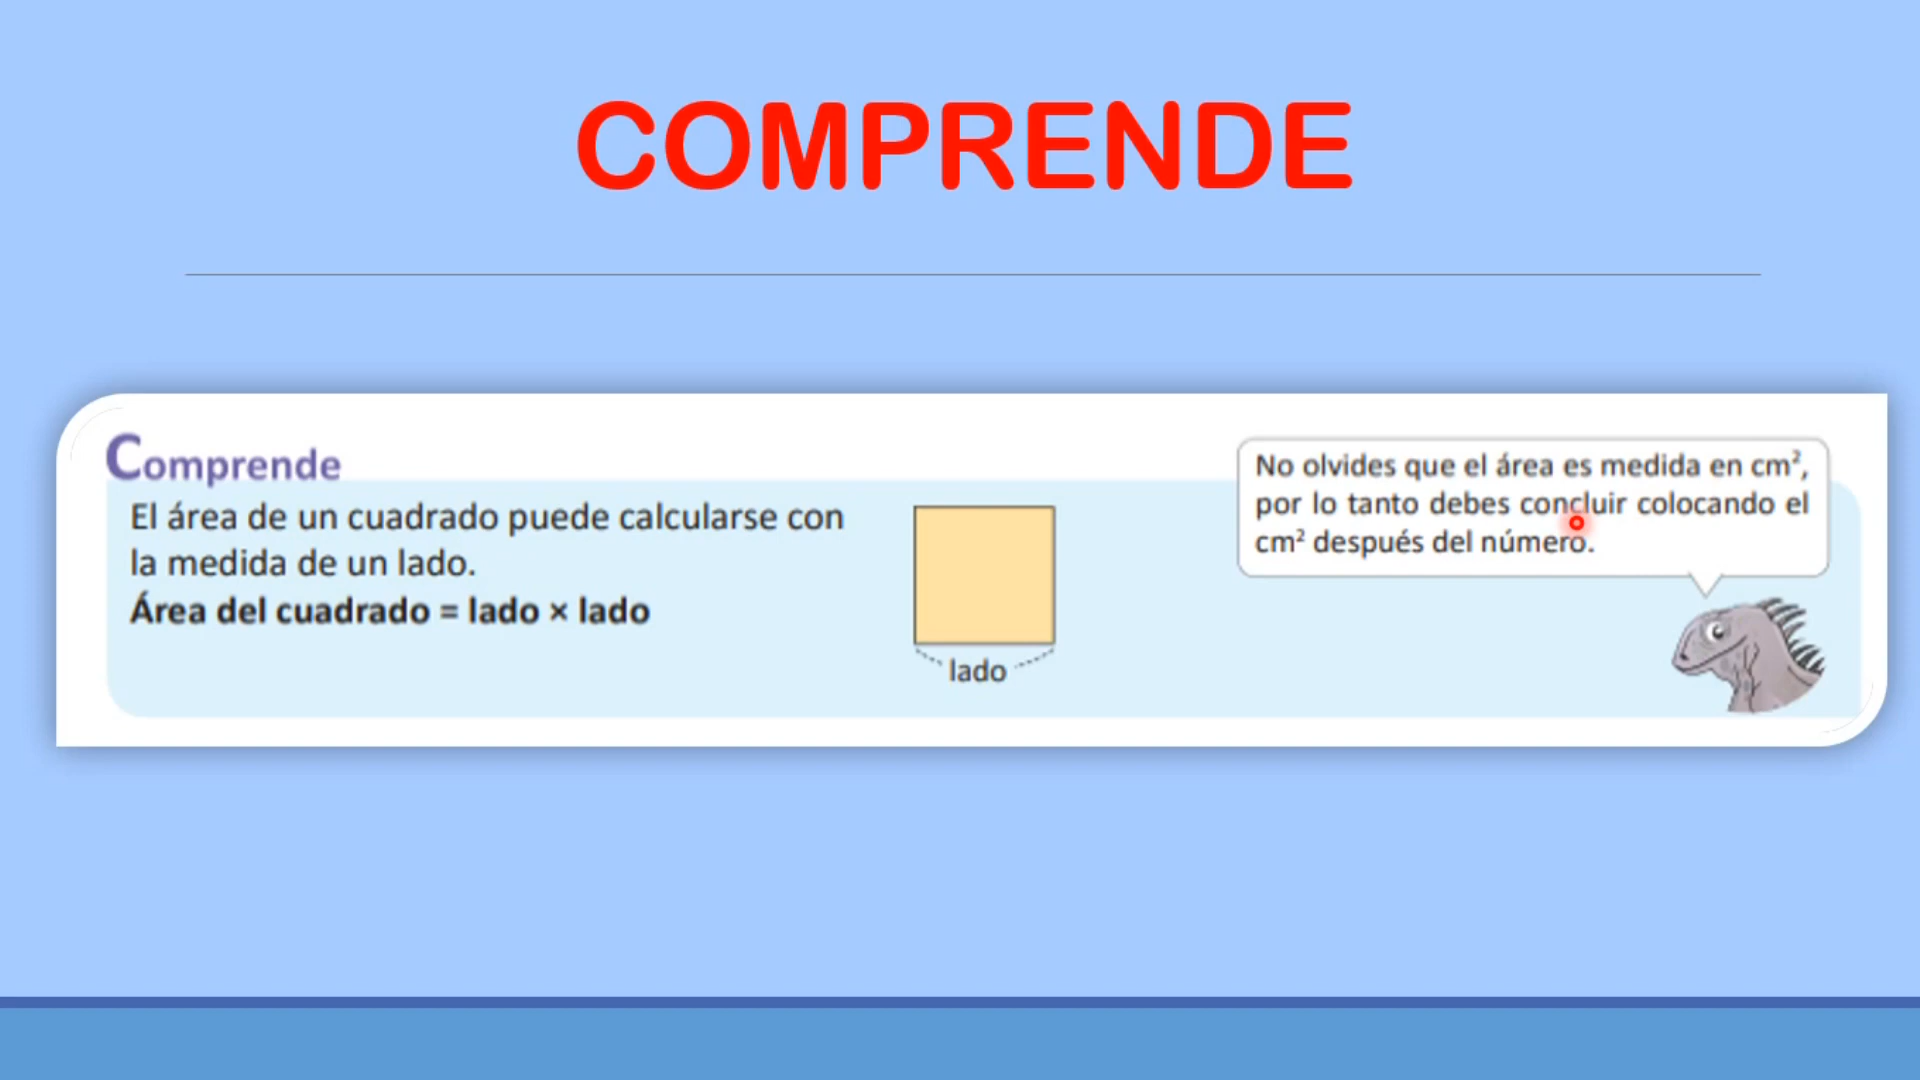 COMPRENDE
Comprende
El área de un cuadrado puede calcularse con
la medida de un lado.
Área del cuadrado = lado × lado
lado
No olvides que el área es medida en cm²,
por lo tanto debes concluir colocando el
cm² después del número.